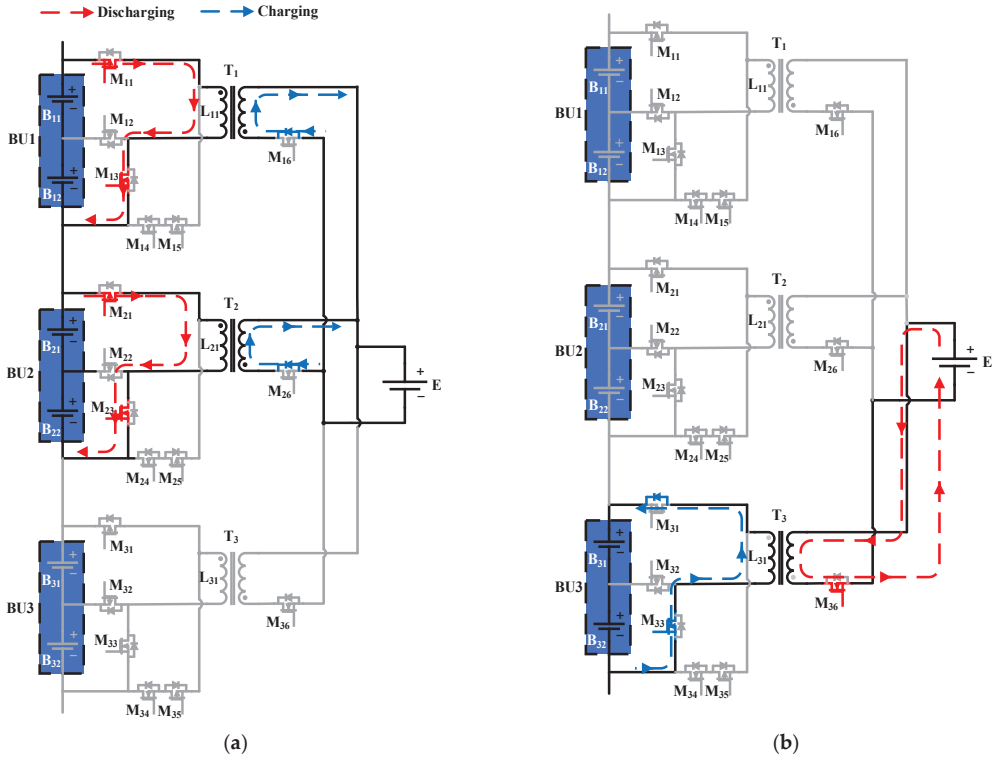 Discharging Charging
T₁
M₁₁
B₁₁ + −
M₁₂
L₁₁
BU1
M₁₆
M₁₃
B₁₂ + −
M₁₄ M₁₅
T₂
M₂₁
B₂₁ + −
M₂₂
L₂₁
BU2
M₂₆
M₂₃
B₂₂ + −
M₂₄ M₂₅
+ − E
T₃
M₃₁
B₃₁ + −
M₃₂
L₃₁
BU3
M₃₆
M₃₃
B₃₂ + −
M₃₄ M₃₅
(a)
T₁
M₁₁
B₁₁ + −
M₁₂
L₁₁
BU1
M₁₆
M₁₃
B₁₂ + −
M₁₄ M₁₅
T₂
M₂₁
B₂₁ + −
M₂₂
L₂₁
BU2
M₂₆
M₂₃
B₂₂ + −
M₂₄ M₂₅
+ − E
T₃
M₃₁
B₃₁ + −
M₃₂
L₃₁
BU3
M₃₆
M₃₃
B₃₂ + −
M₃₄ M₃₅
(b)